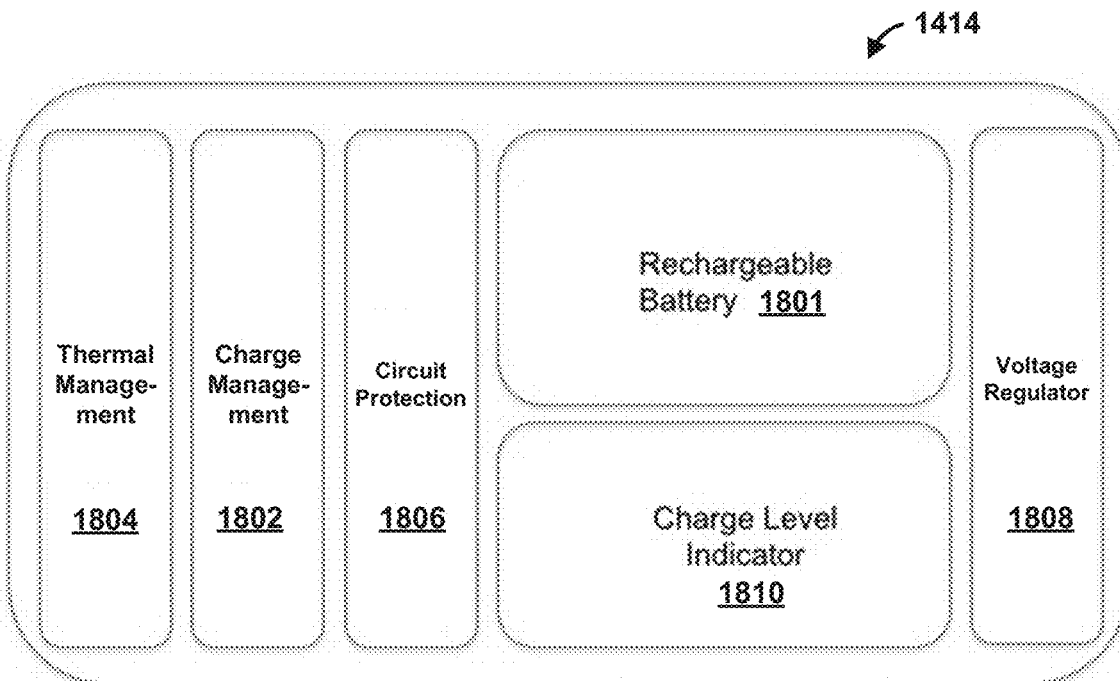 1414
Thermal
Manage-
ment
1804
Charge
Manage-
ment
1802
Circuit
Protection
1806
Rechargeable
Battery 1801
Charge Level
Indicator
1810
Voltage
Regulator
1808